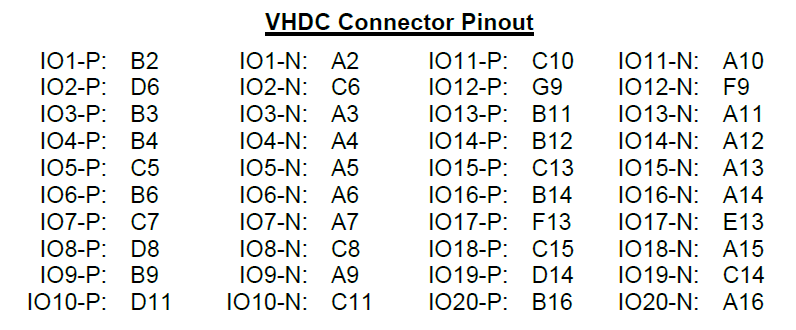 VHDC Connector Pinout
IO1-P: B2 IO1-N: A2 IO11-P: C10 IO11-N: A10
IO2-P: D6 IO2-N: C6 IO12-P: G9 IO12-N: F9
IO3-P: B3 IO3-N: A3 IO13-P: B11 IO13-N: A11
IO4-P: B4 IO4-N: A4 IO14-P: B12 IO14-N: A12
IO5-P: C5 IO5-N: A5 IO15-P: C13 IO15-N: A13
IO6-P: B6 IO6-N: A6 IO16-P: B14 IO16-N: A14
IO7-P: C7 IO7-N: A7 IO17-P: F13 IO17-N: E13
IO8-P: D8 IO8-N: C8 IO18-P: C15 IO18-N: A15
IO9-P: B9 IO9-N: A9 IO19-P: D14 IO19-N: C14
IO10-P: D11 IO10-N: C11 IO20-P: B16 IO20-N: A16